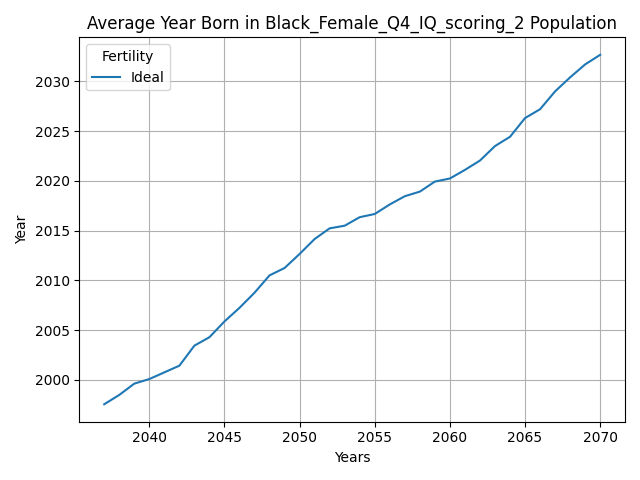 Average Year Born in Black_Female_Q4_IQ_scoring_2 Population
Fertility
Ideal
2030
2025
2020
2015
2010
2005
2000
Year
2040 2045 2050 2055 2060 2065 2070
Years